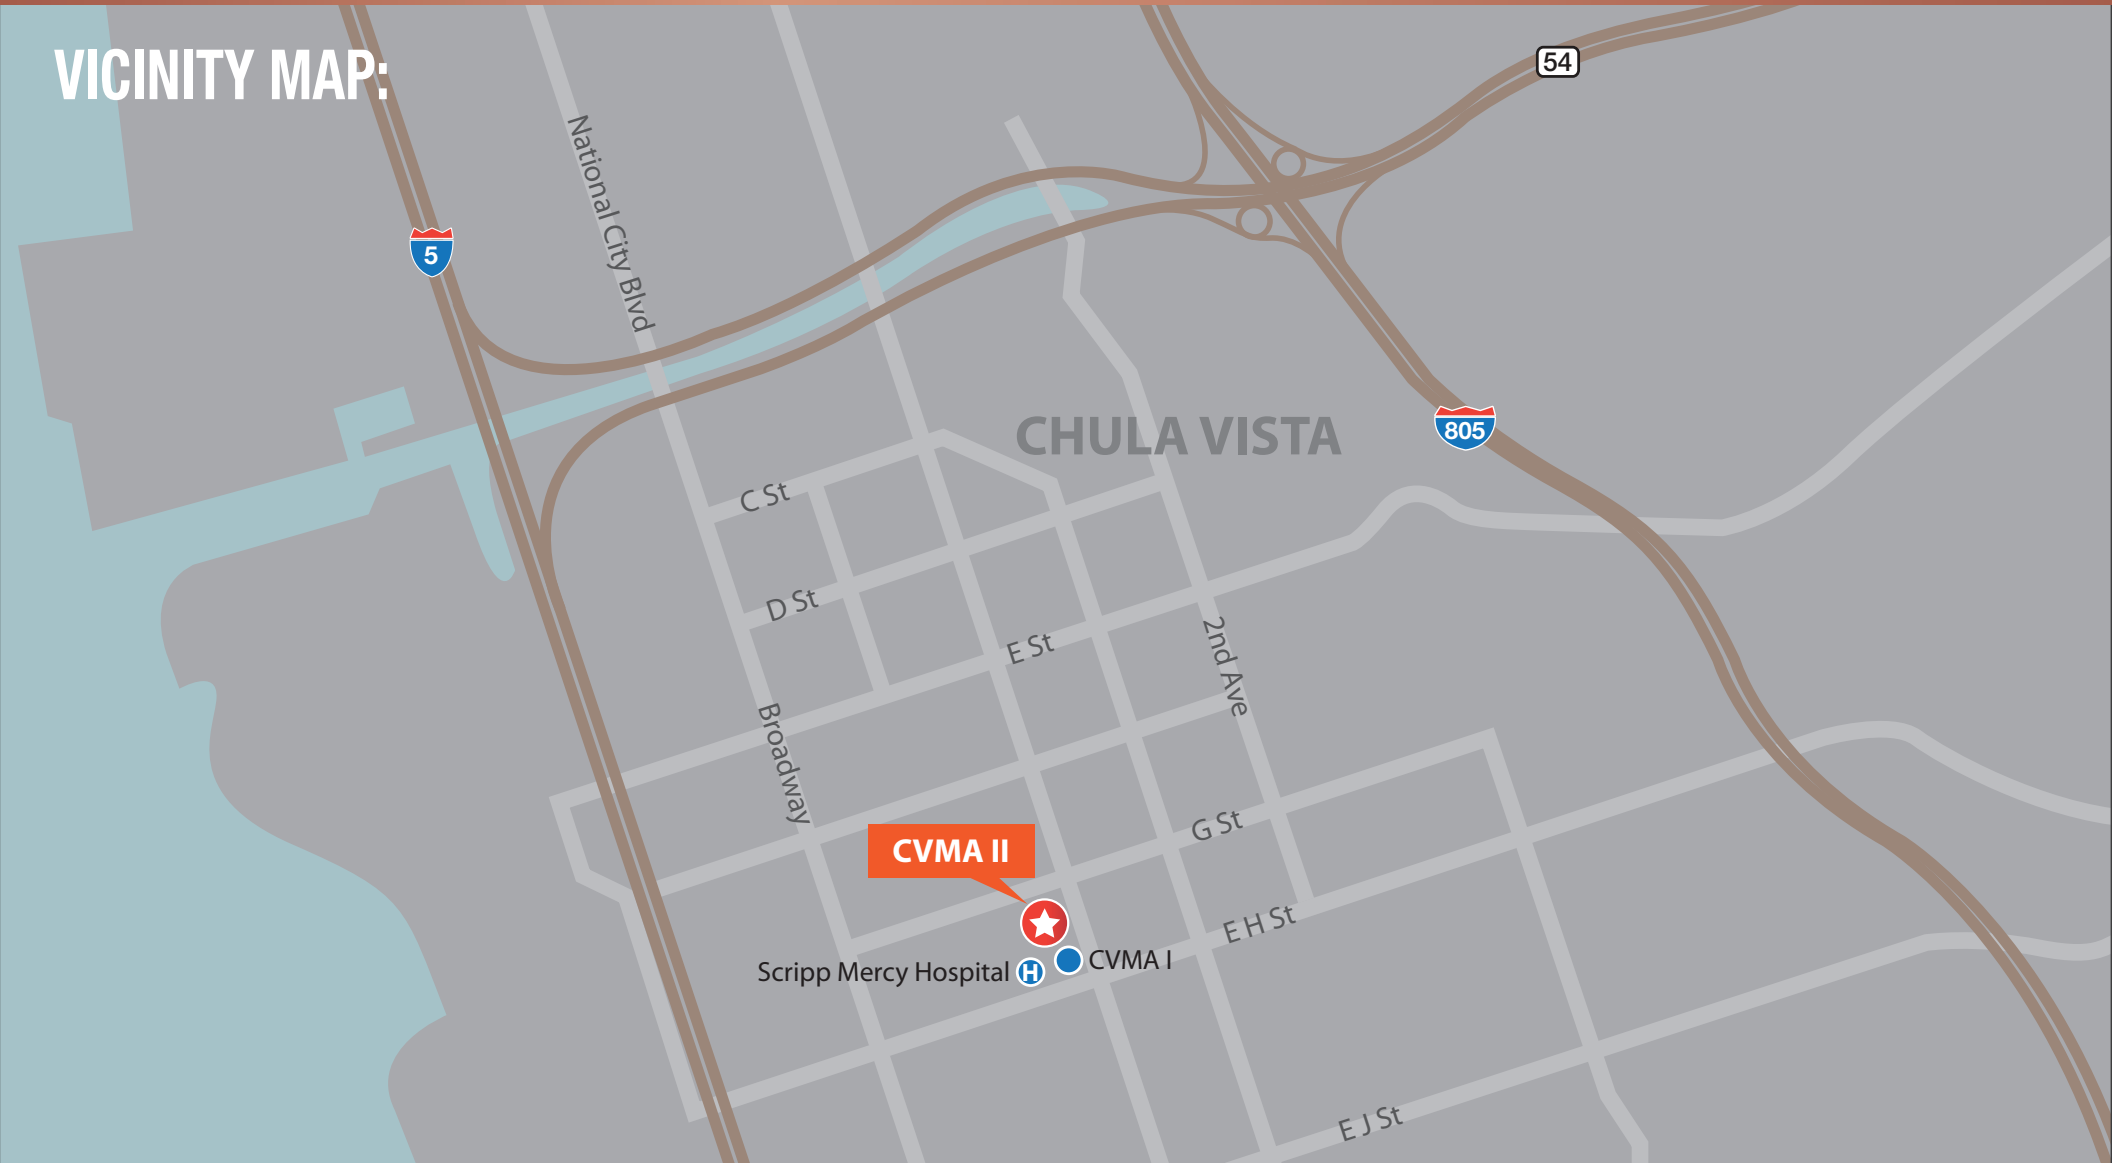 VICINITY MAP:
54
National City Blvd
5
CHULA VISTA
805
C St
D St
E St
2nd Ave
Broadway
G St
CVMA II
E H St
CVMA I
Scripp Mercy Hospital
H
E J St